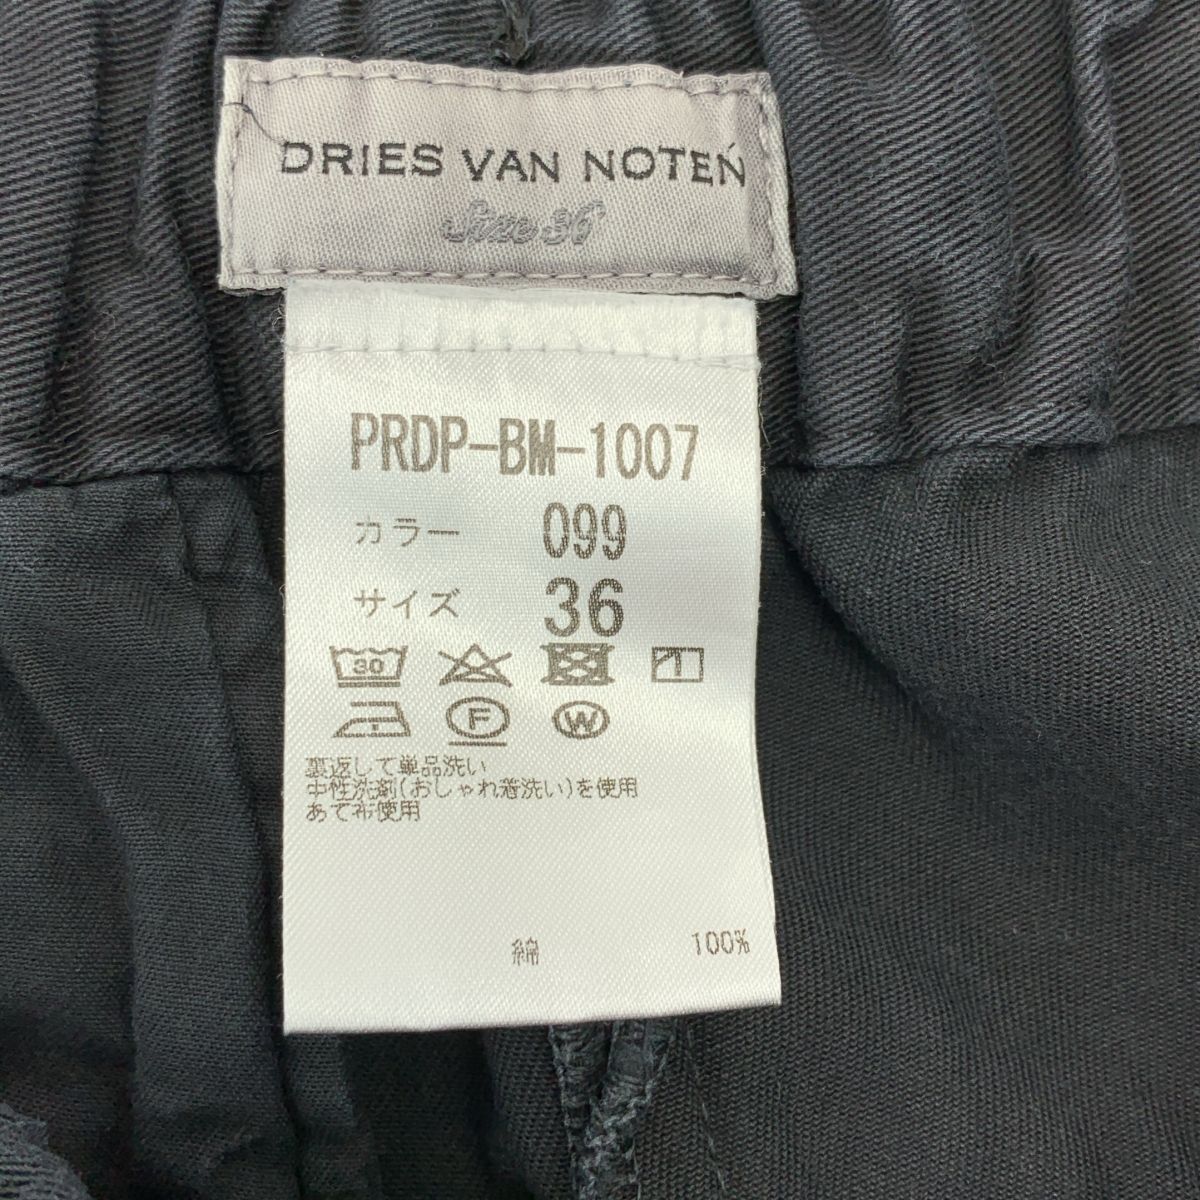 DRIES VAN NOTEN
Size 36
PRDP-BM-1007
カラー 099
サイズ 36
30
F W
裏返して単品洗い
中性洗剤(おしゃれ着洗い)を使用
あて布使用
綿 100%